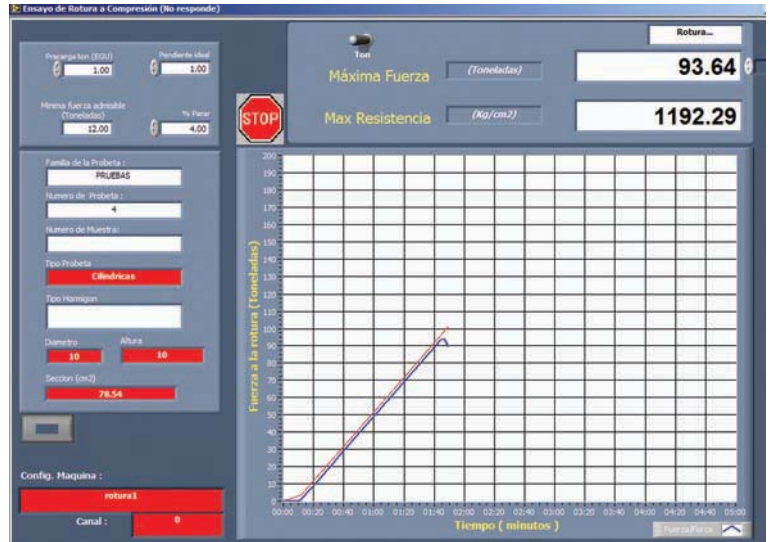 Ensayo de Rotura a Compresión (No responde)
Precarga ton (EGU)
1.00
Pendiente ideal
1.00
Minima fuerza admisible
(Toneladas)
12.00
% Parar
4.00
STOP
Ton
Rotura...
Máxima Fuerza
(Toneladas)
93.64
Max Resistencia
(Kg/cm2)
1192.29
Familia de la Probeta :
PRUEBAS
Numero de Probeta :
4
Numero de Muestra:
Tipo Probeta
Cilindricas
Tipo Hormigon
Diametro
10
Altura
10
Seccion (cm2)
78.54
Config. Maquina :
rotura1
Canal :
0
Fuerza a la rotura (Toneladas)
200
190
180
170
160
150
140
130
120
110
100
90
80
70
60
50
40
30
20
10
0
00:00 00:20 00:40 01:00 01:20 01:40 02:00 02:20 02:40 03:00 03:20 03:40 04:00 04:20 04:40 05:00
Tiempo ( minutos )
Fuerza/Force